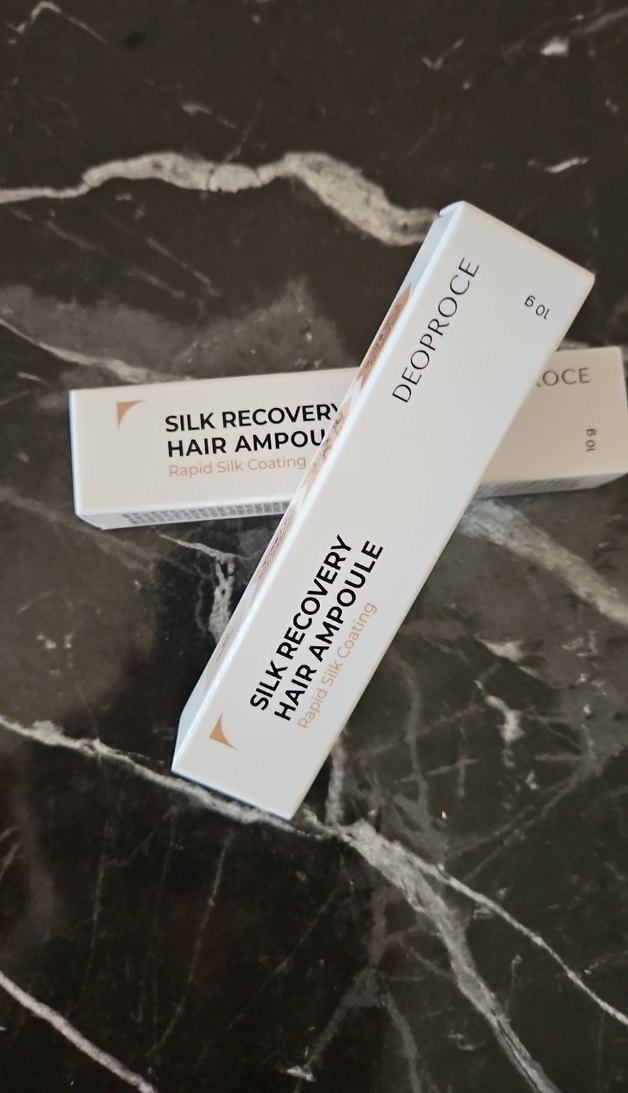 SILK RECOVERY
HAIR AMPOU
Rapid Silk Coating
ROCE
10 g
DEOPROCE
10 g
SILK RECOVERY
HAIR AMPOULE
Rapid Silk Coating